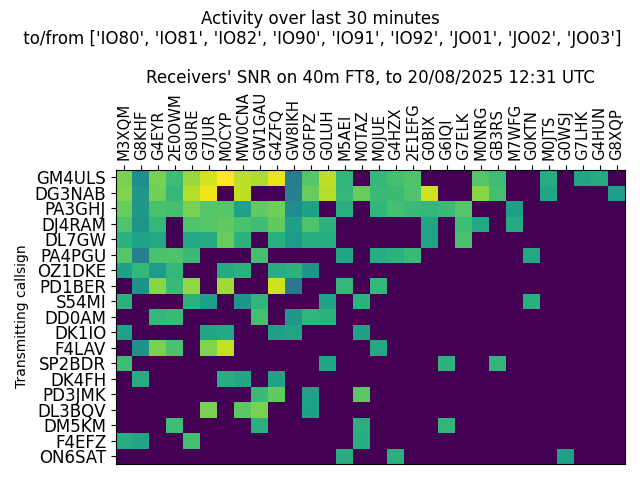 Activity over last 30 minutes
to/from ['IO80', 'IO81', 'IO82', 'IO90', 'IO91', 'IO92', 'JO01', 'JO02', 'JO03']
Receivers' SNR on 40m FT8, to 20/08/2025 12:31 UTC
M3XQM
G8KHF
G4EYR
2E0OWM
G8URE
G7JUR
M0CYP
MW0CNA
GW1GAU
G4ZFQ
GW8IKH
G0FPZ
G0LUH
M5AEI
M0TAZ
M0JUE
G4HZX
2E1EFG
G0BIX
G6IQI
G7ELK
M0NRG
GB3RS
M7WFG
G0KTN
M0JTS
G0WSJ
G7LHK
G4HUN
G8XQP
Transmitting callsign
GM4ULS
DG3NAB
PA3GHJ
DJ4RAM
DL7GW
PA4PGU
OZ1DKE
PD1BER
S54MI
DD0AM
DK1IO
F4LAV
SP2BDR
DK4FH
PD3JMK
DL3BQV
DM5KM
F4EFZ
ON6SAT